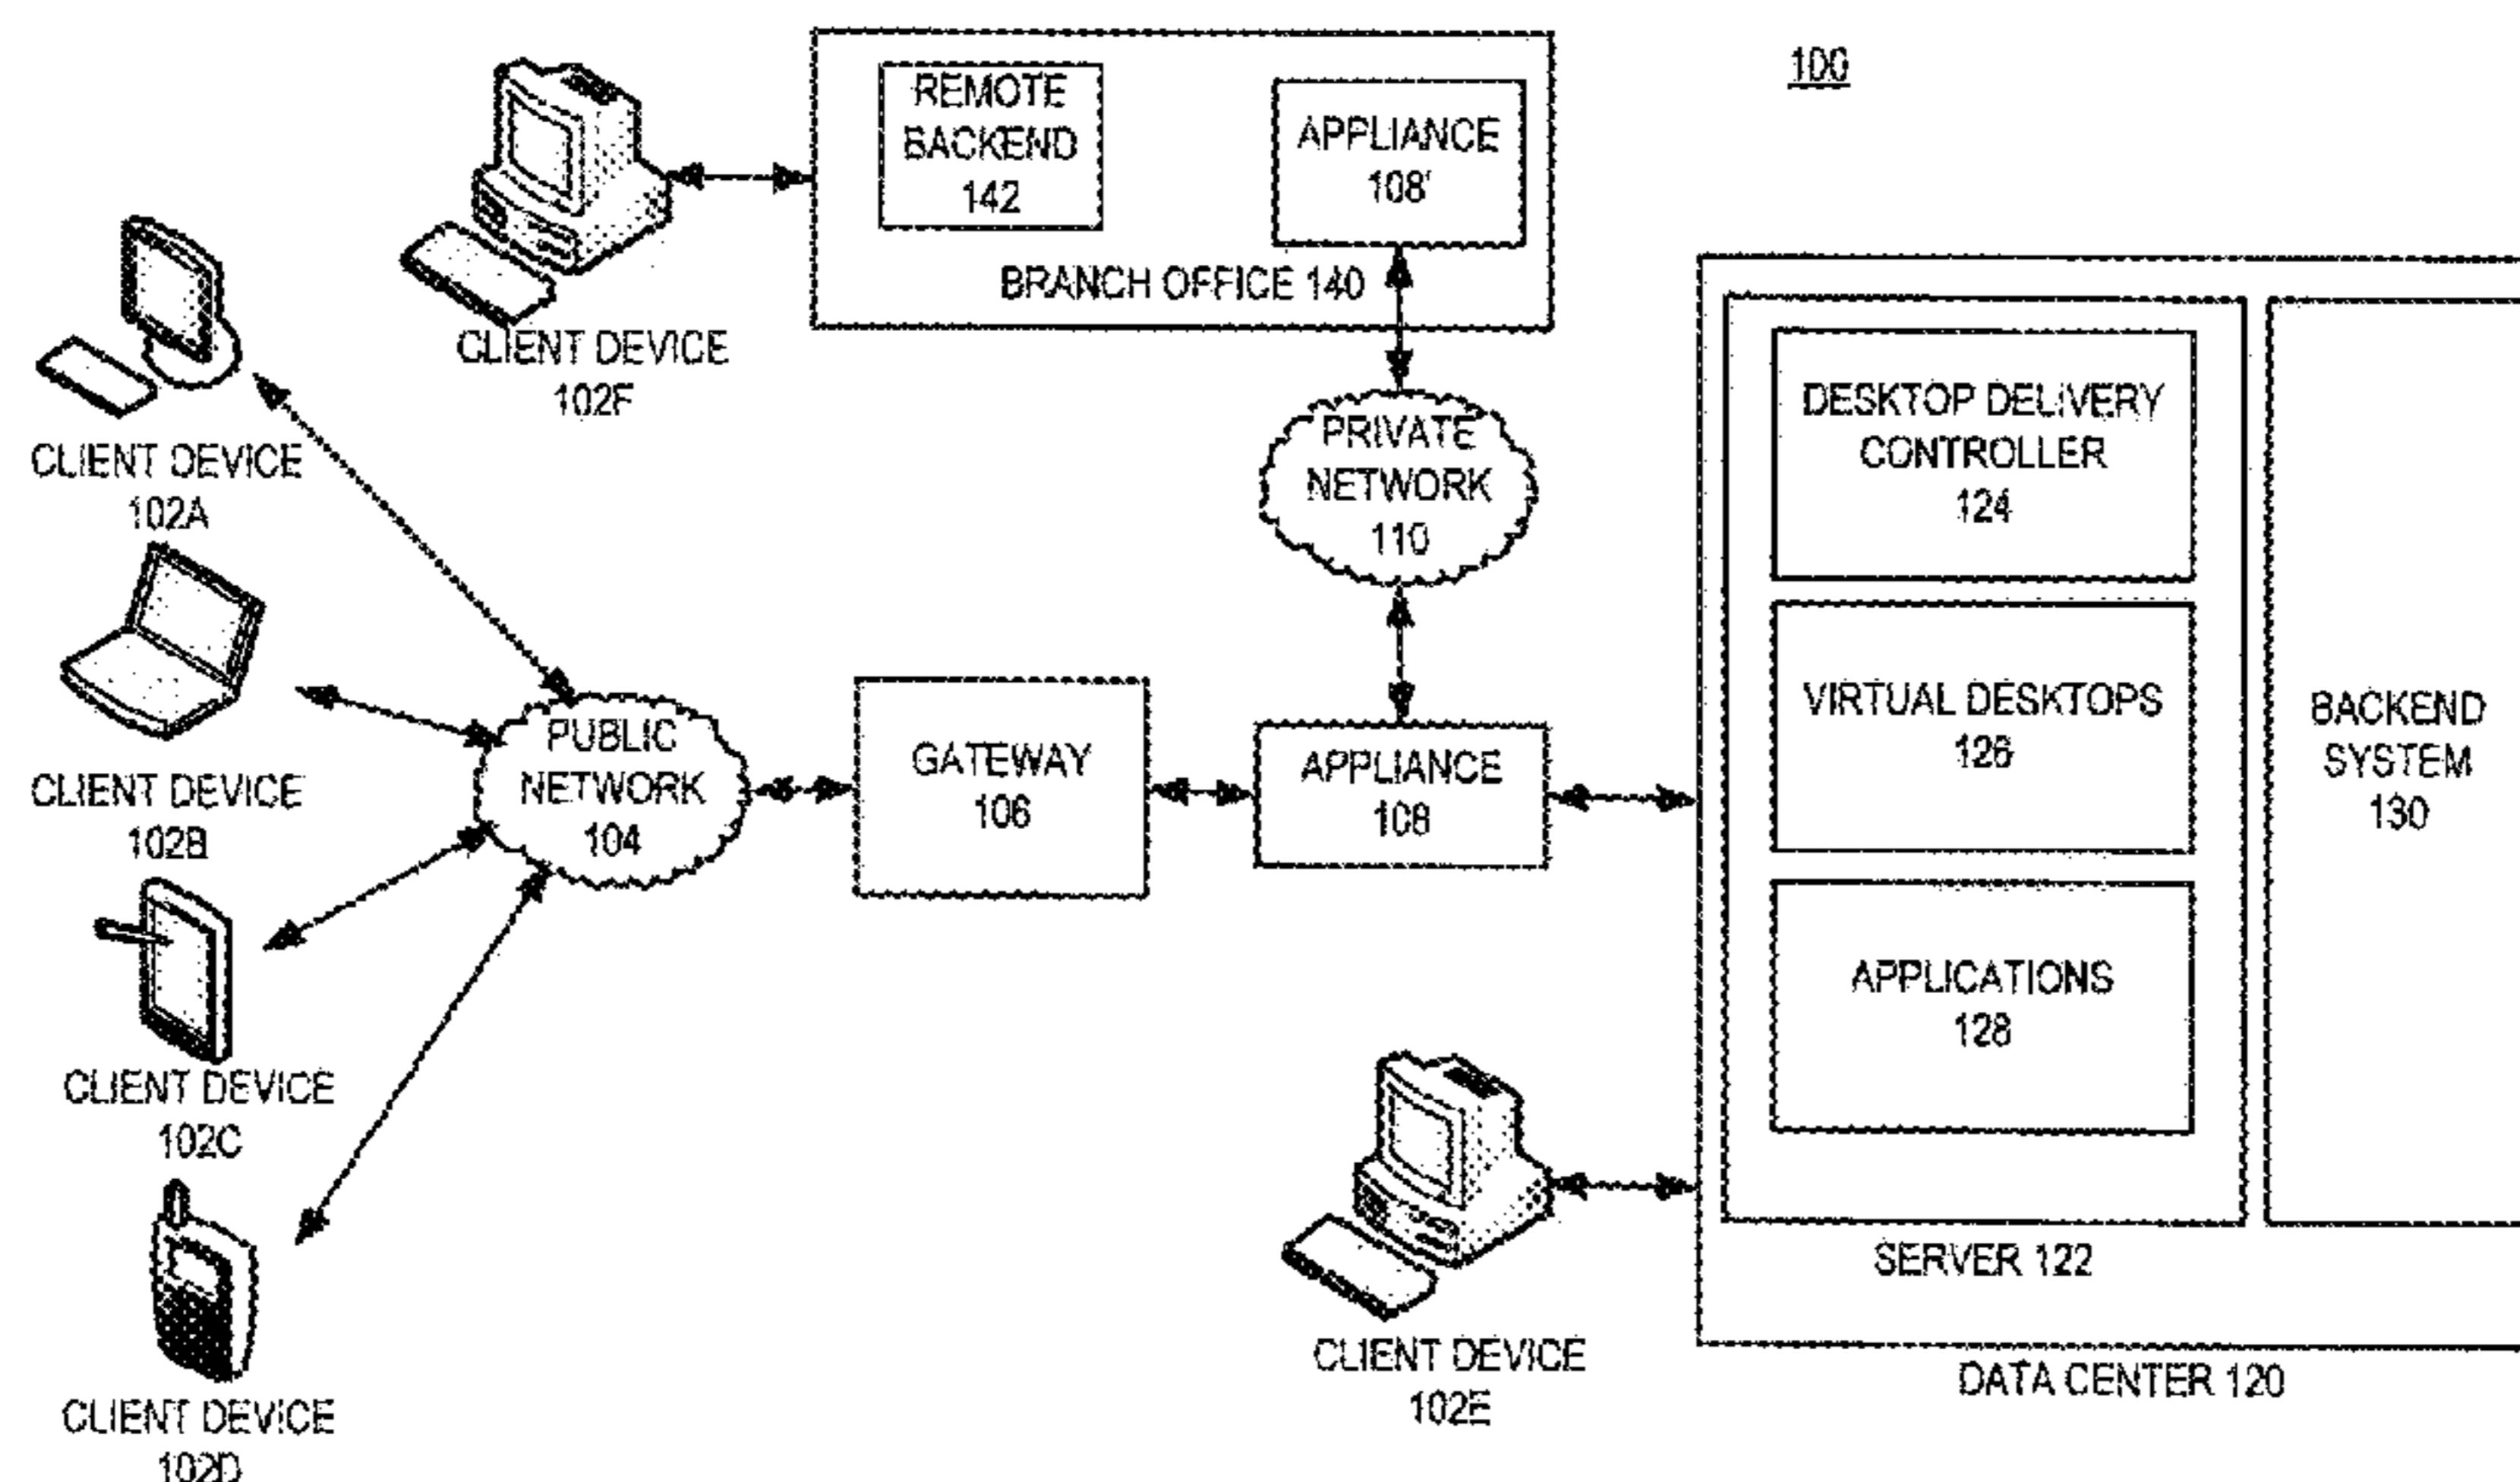 100
REMOTE
BACKEND
142
APPLIANCE
108'
BRANCH OFFICE 140
CLIENT DEVICE
102F
CLIENT DEVICE
102A
PRIVATE
NETWORK
110
DESKTOP DELIVERY
CONTROLLER
124
CLIENT DEVICE
102B
PUBLIC
NETWORK
104
GATEWAY
106
APPLIANCE
108
VIRTUAL DESKTOPS
126
BACKEND
SYSTEM
130
CLIENT DEVICE
102C
APPLICATIONS
128
SERVER 122
CLIENT DEVICE
102E
DATA CENTER 120
CLIENT DEVICE
102D